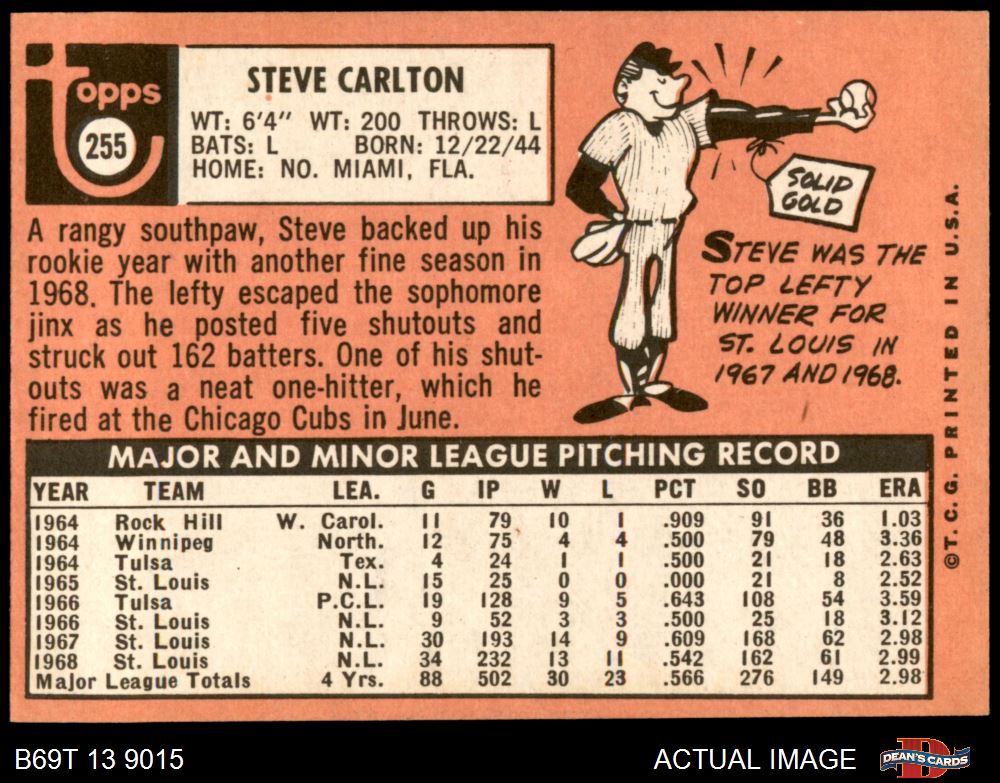 Topps
255
STEVE CARLTON
WT: 6'4" WT: 200 THROWS: L
BATS: L BORN: 12/22/44
HOME: NO. MIAMI, FLA.
A rangy southpaw, Steve backed up his
rookie year with another fine season in
1968. The lefty escaped the sophomore
jinx as he posted five shutouts and
struck out 162 batters. One of his shut-
outs was a neat one-hitter, which he
fired at the Chicago Cubs in June.
SOLID
GOLD
STEVE WAS THE
TOP LEFTY
WINNER FOR
ST. LOUIS IN
1967 AND 1968.
MAJOR AND MINOR LEAGUE PITCHING RECORD
YEAR TEAM LEA. G IP W L PCT SO BB ERA
1964 Rock Hill W. Carol. 11 79 10 1 .909 91 36 1.03
1964 Winnipeg North. 12 75 4 4 .500 79 48 3.36
1964 Tulsa Tex. 4 24 1 1 .500 21 18 2.63
1965 St. Louis N.L. 15 25 0 0 .000 21 8 2.52
1966 Tulsa P.C.L. 19 128 9 5 .643 108 54 3.59
1966 St. Louis N.L. 9 52 3 3 .500 25 18 3.12
1967 St. Louis N.L. 30 193 14 9 .609 168 62 2.98
1968 St. Louis N.L. 34 232 13 11 .542 162 61 2.99
Major League Totals 4 Yrs. 88 502 30 23 .566 276 149 2.98
©T.C.G. PRINTED IN U.S.A.
B69T 13 9015
ACTUAL IMAGE
DEAN'S CARDS